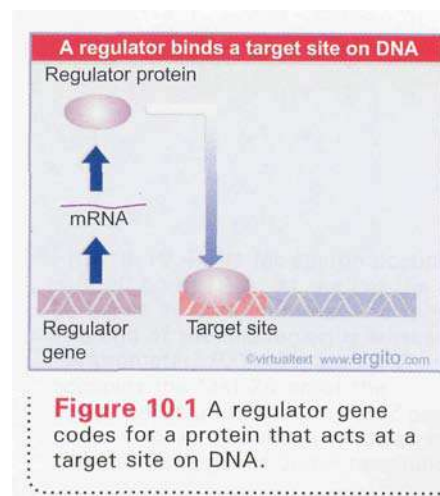 A regulator binds a target site on DNA
Regulator protein
mRNA
Regulator
gene
Target site
©virtualtext www.ergito.com
Figure 10.1 A regulator gene
codes for a protein that acts at a
target site on DNA.